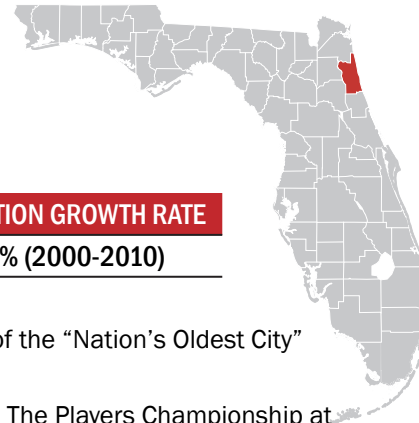 TION GROWTH RATE
% (2000-2010)
of the “Nation’s Oldest City”
The Players Championship at